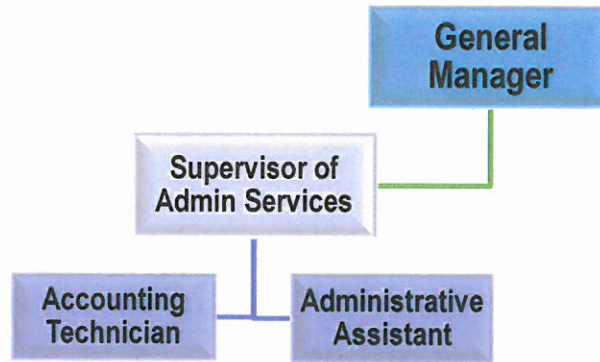 General
Manager
Supervisor of
Admin Services
Accounting
Technician
Administrative
Assistant